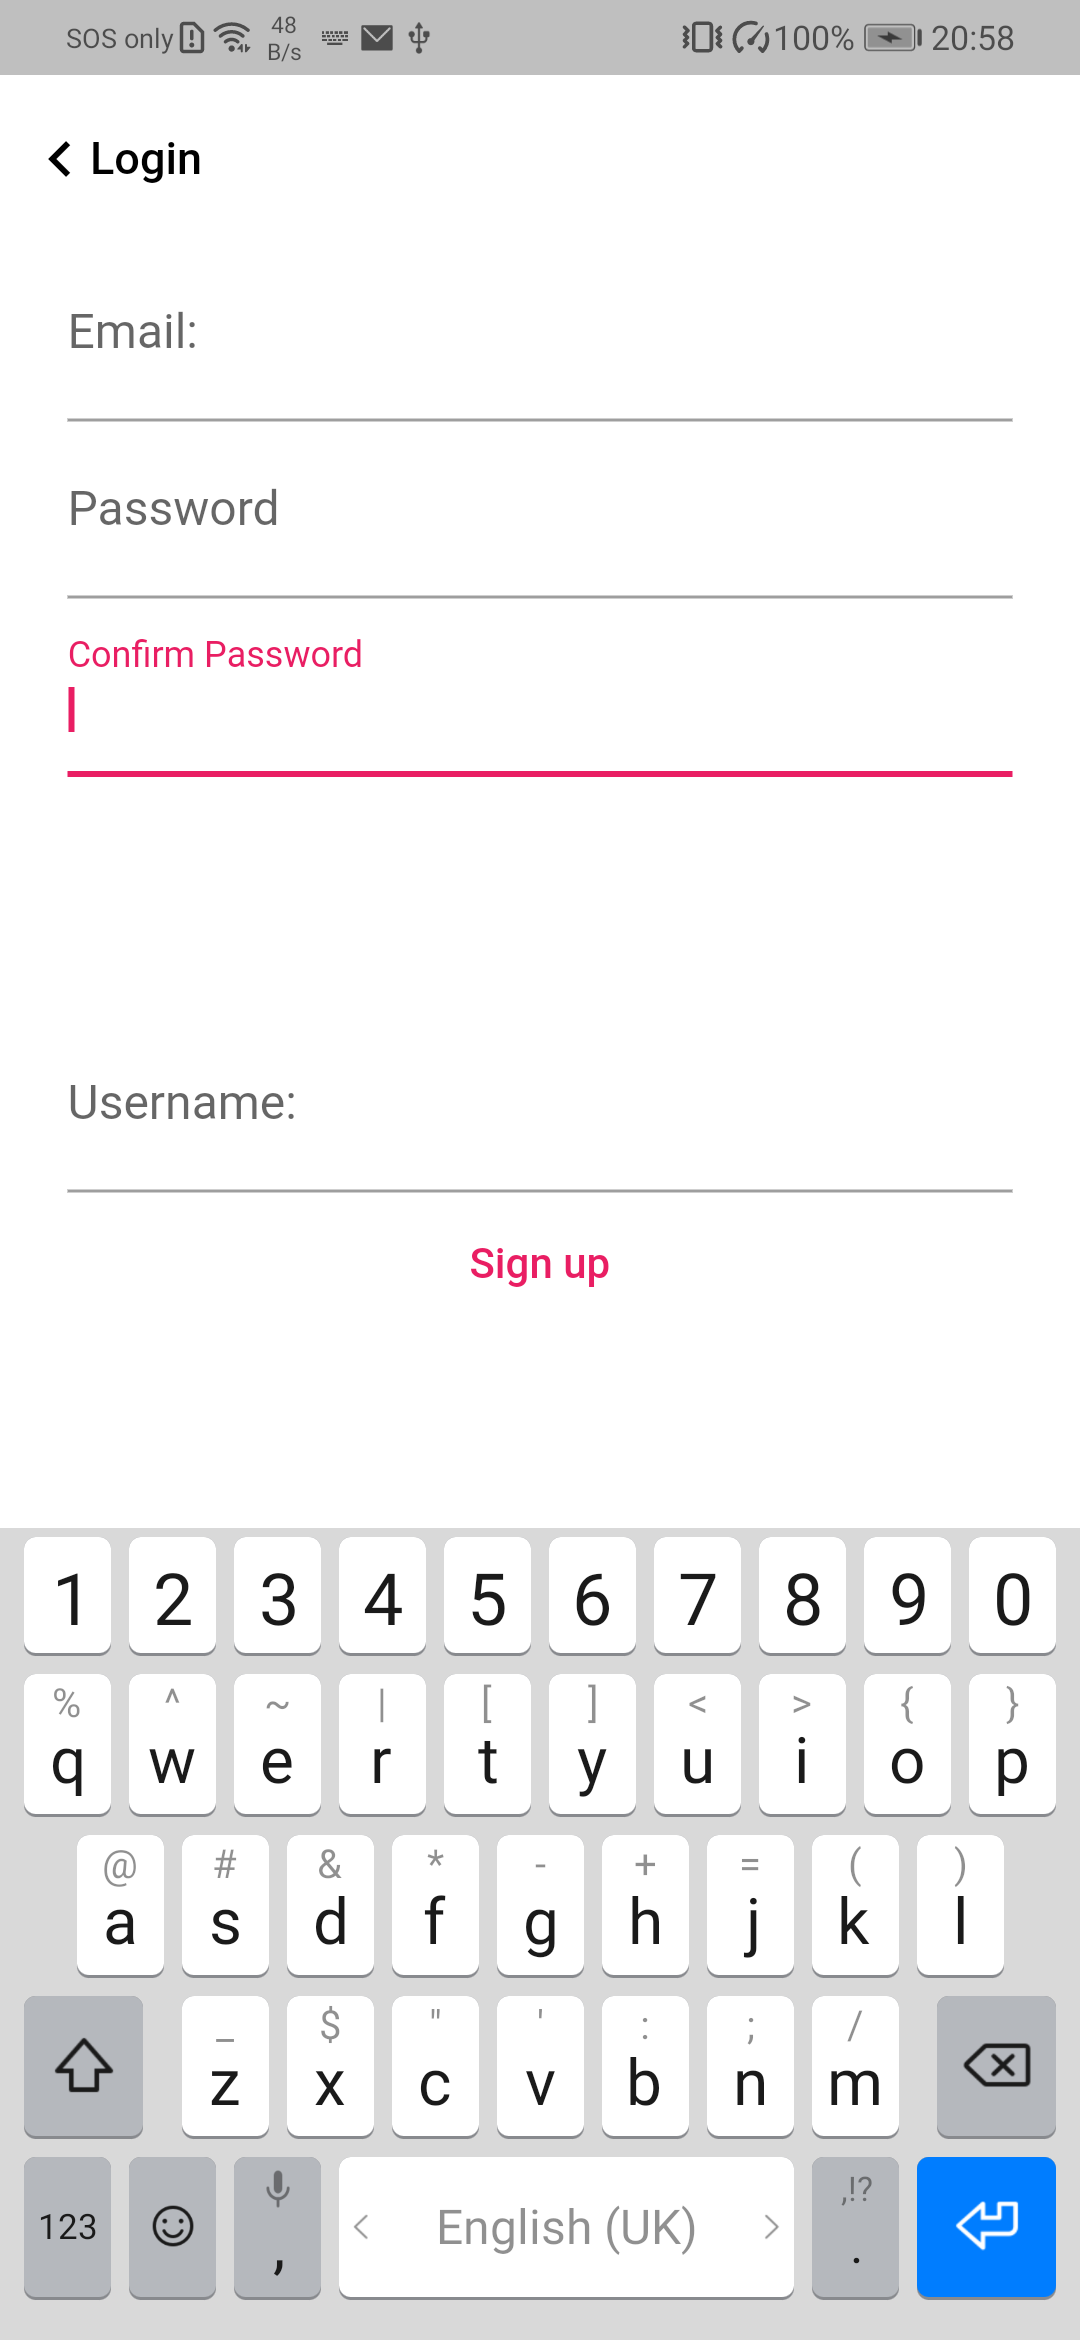 SOS only 48 B/s 100% 20:58
Login
Email:
Password
Confirm Password
Username:
Sign up
1 2 3 4 5 6 7 8 9 0
% ^ ~ | [ ] < > { }
q w e r t y u i o p
@ # & * - + = ( )
a s d f g h j k l
_ $ " ' : ; /
z x c v b n m
,!?
123 , < English (UK) > .